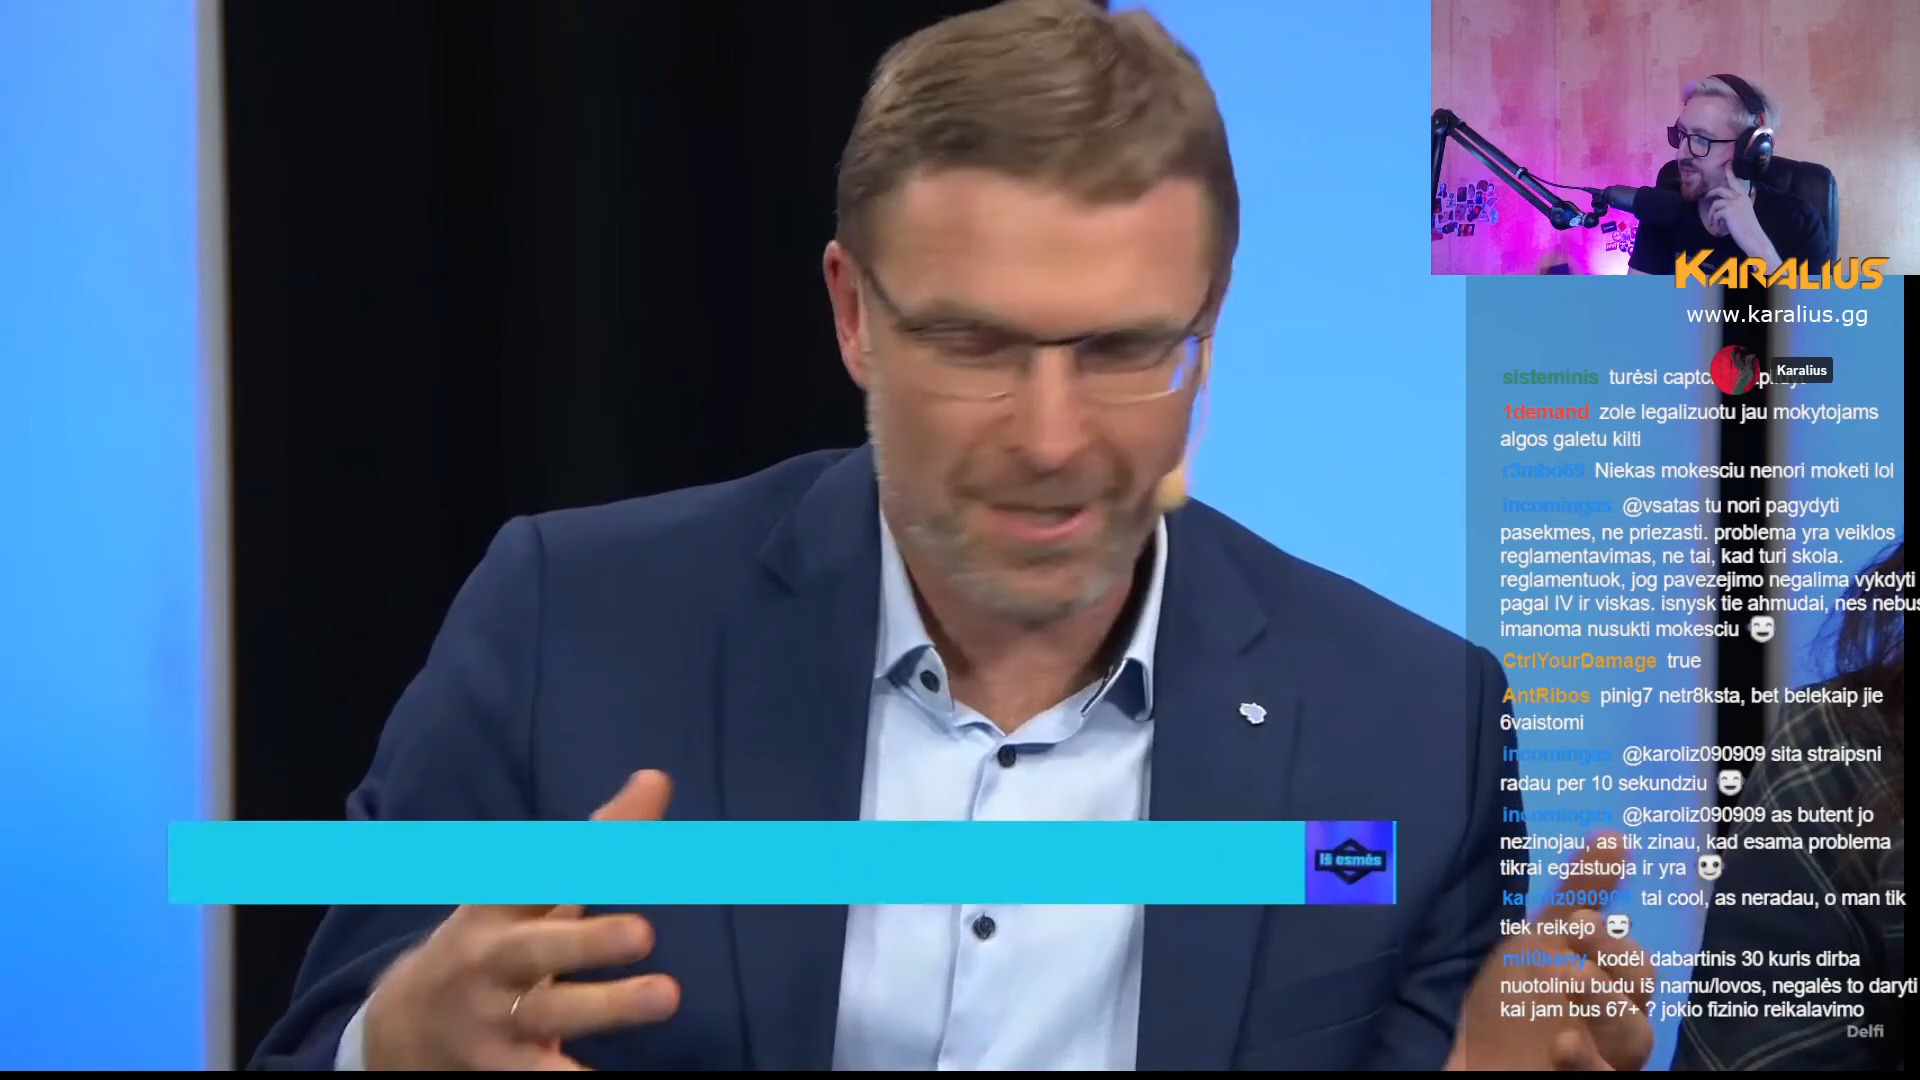 KARALIUS
www.karalius.gg
Karalius
sisteminis turėsi
1demand zole legalizuotu jau mokytojams
algos galetu kilti
r3mbo69 Niekas mokesciu nenori moketi lol
incomingas @vsatas tu nori pagydyti
pasekmes, ne priezasti. problema yra veiklos
reglamentavimas, ne tai, kad turi skola.
reglamentuok, jog pavezejimo negalima vykdyti
pagal IV ir viskas. isnysk tie ahmudai, nes nebus
imanoma nusukti mokesciu
CtrlYourDamage true
AntRibos pinig7 netr8ksta, bet belekaip jie
6vaistomi
incomingas @karoliz090909 sita straipsni
radau per 10 sekundziu
incomingas @karoliz090909 as butent jo
nezinojau, as tik zinau, kad esama problema
tikrai egzistuoja ir yra
karoliz090909 tai cool, as neradau, o man tik
tiek reikejo
kodėl dabartinis 30 kuris dirba
nuotoliniu budu iš namu/lovos, negalės to daryti
kai jam bus 67+ ? jokio fizinio reikalavimo
Iš esmės
Delfi